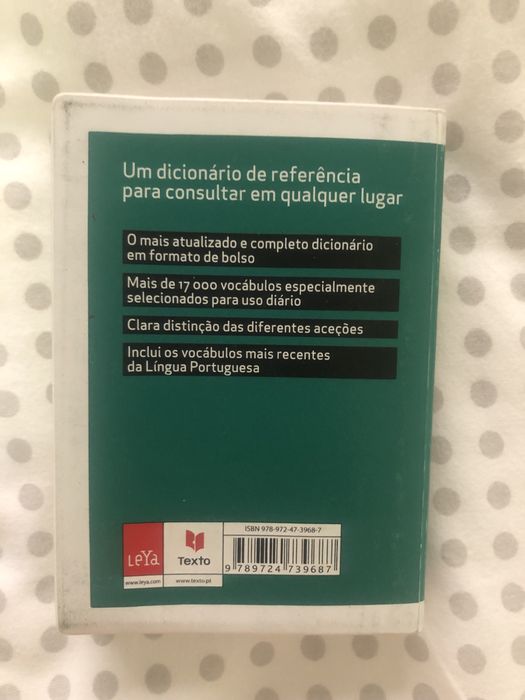 Um dicionário de referência
para consultar em qualquer lugar
O mais atualizado e completo dicionário
em formato de bolso
Mais de 17 000 vocábulos especialmente
selecionados para uso diário
Clara distinção das diferentes aceções
Inclui os vocábulos mais recentes
da Língua Portuguesa
ISBN 978-972-47-3968-7
LeYa
Texto
www.leya.com
www.texto.pt
9 789724 739687